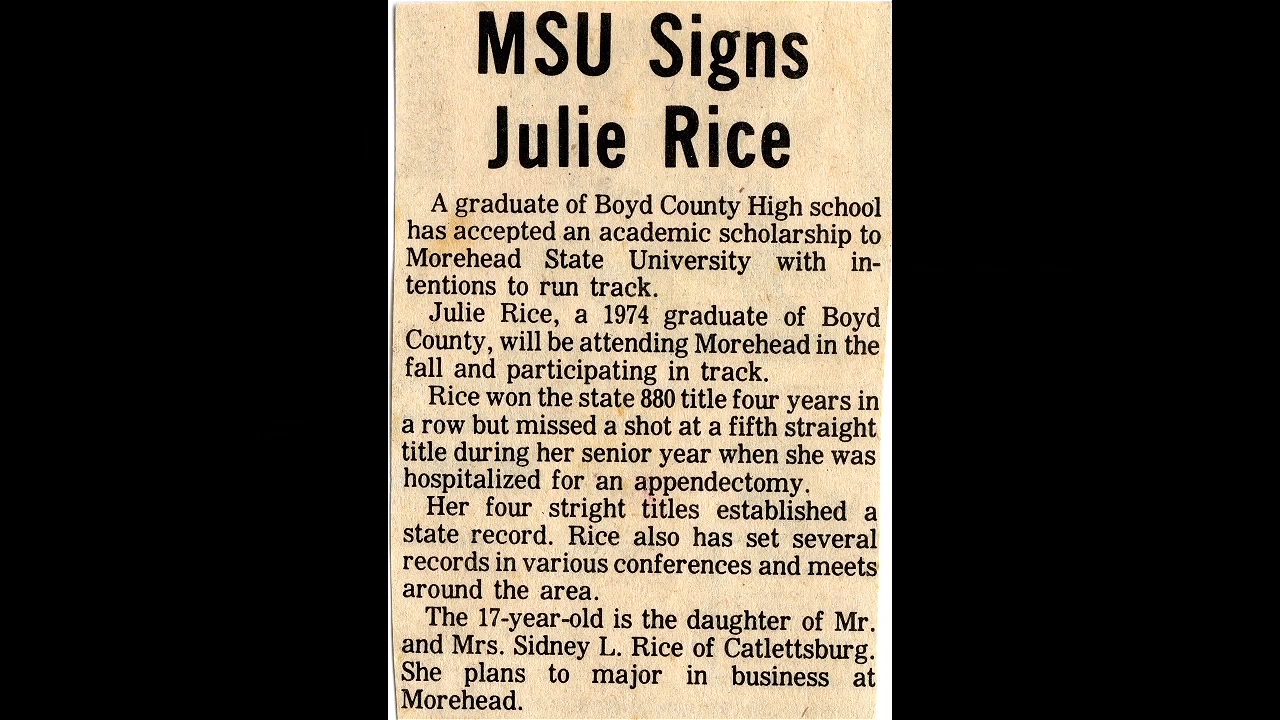 MSU Signs
Julie Rice
A graduate of Boyd County High school
has accepted an academic scholarship to
Morehead State University with in-
tentions to run track.
Julie Rice, a 1974 graduate of Boyd
County, will be attending Morehead in the
fall and participating in track.
Rice won the state 880 title four years in
a row but missed a shot at a fifth straight
title during her senior year when she was
hospitalized for an appendectomy.
Her four stright titles established a
state record. Rice also has set several
records in various conferences and meets
around the area.
The 17-year-old is the daughter of Mr.
and Mrs. Sidney L. Rice of Catlettsburg.
She plans to major in business at
Morehead.